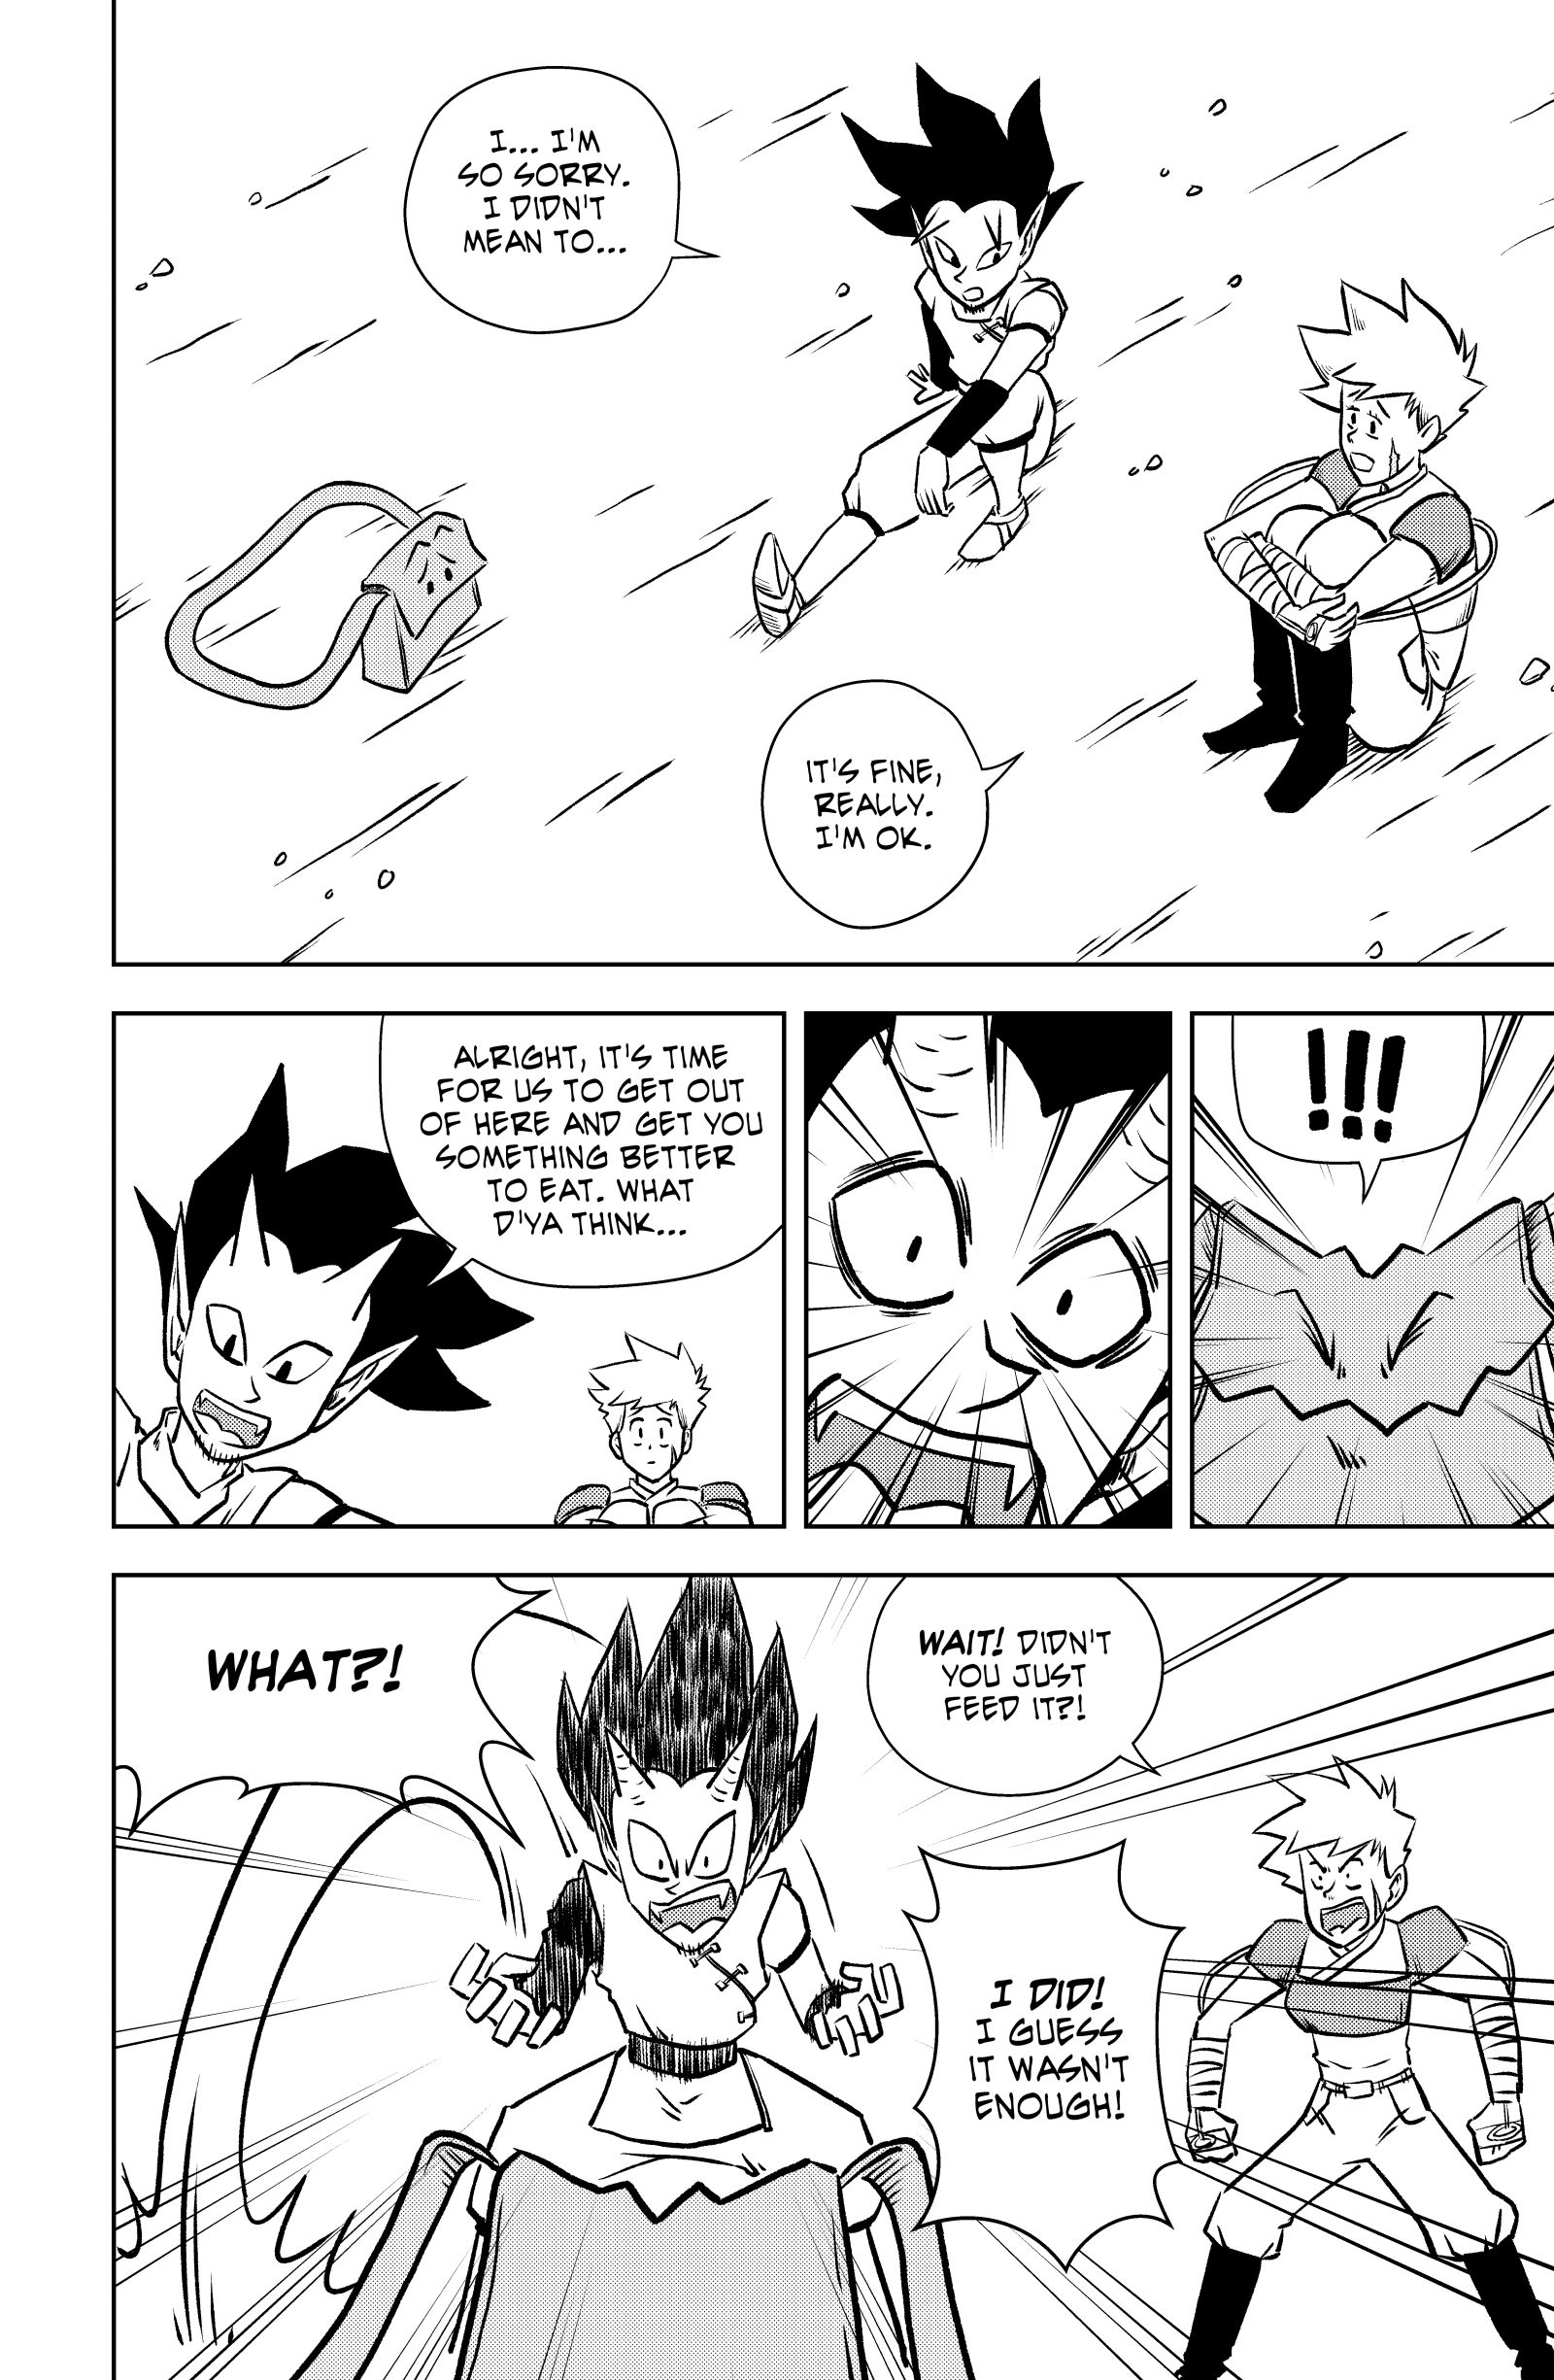 I... I'M
SO SORRY.
I DIDN'T
MEAN TO...
IT'S FINE,
REALLY.
I'M OK.
ALRIGHT, IT'S TIME
FOR US TO GET OUT
OF HERE AND GET YOU
SOMETHING BETTER
TO EAT. WHAT
D'YA THINK...
!!!
WHAT?!
WAIT! DIDN'T
YOU JUST
FEED IT?!
I DID!
I GUESS
IT WASN'T
ENOUGH!